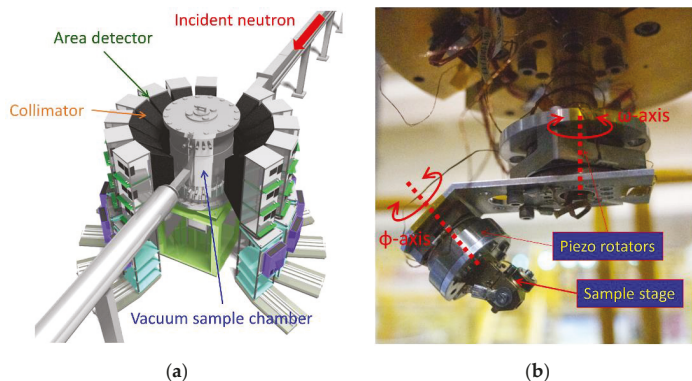 Incident neutron
Area detector
Collimator
Vacuum sample chamber
(a)
ω-axis
ϕ-axis
Piezo rotators
Sample stage
(b)